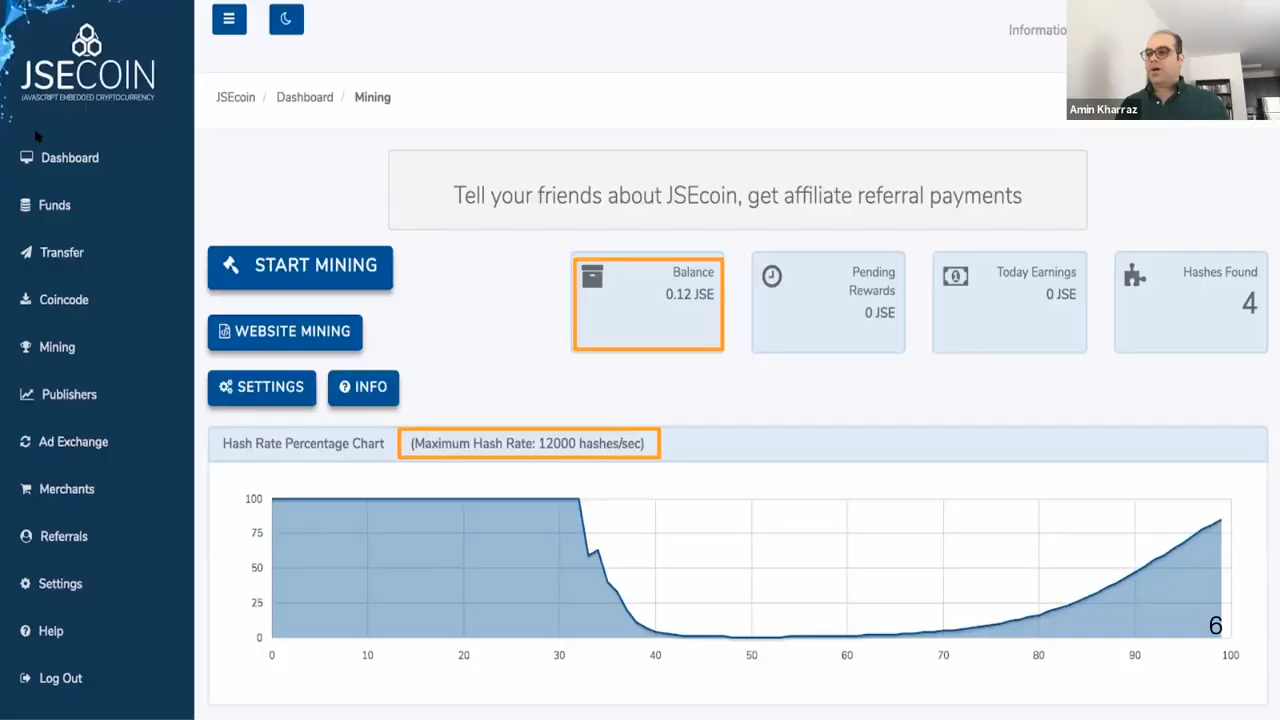 JSECOIN
JAVASCRIPT EMBEDDED CRYPTOCURRENCY
Dashboard
Funds
Transfer
Coincode
Mining
Publishers
Ad Exchange
Merchants
Referrals
Settings
Help
Log Out
Informatio
Amin Kharraz
JSEcoin / Dashboard / Mining
Tell your friends about JSEcoin, get affiliate referral payments
START MINING
WEBSITE MINING
SETTINGS
INFO
Balance
0.12 JSE
Pending
Rewards
0 JSE
Today Earnings
0 JSE
Hashes Found
4
Hash Rate Percentage Chart (Maximum Hash Rate: 12000 hashes/sec)
100
75
50
25
0
0 10 20 30 40 50 60 70 80 90 100
6